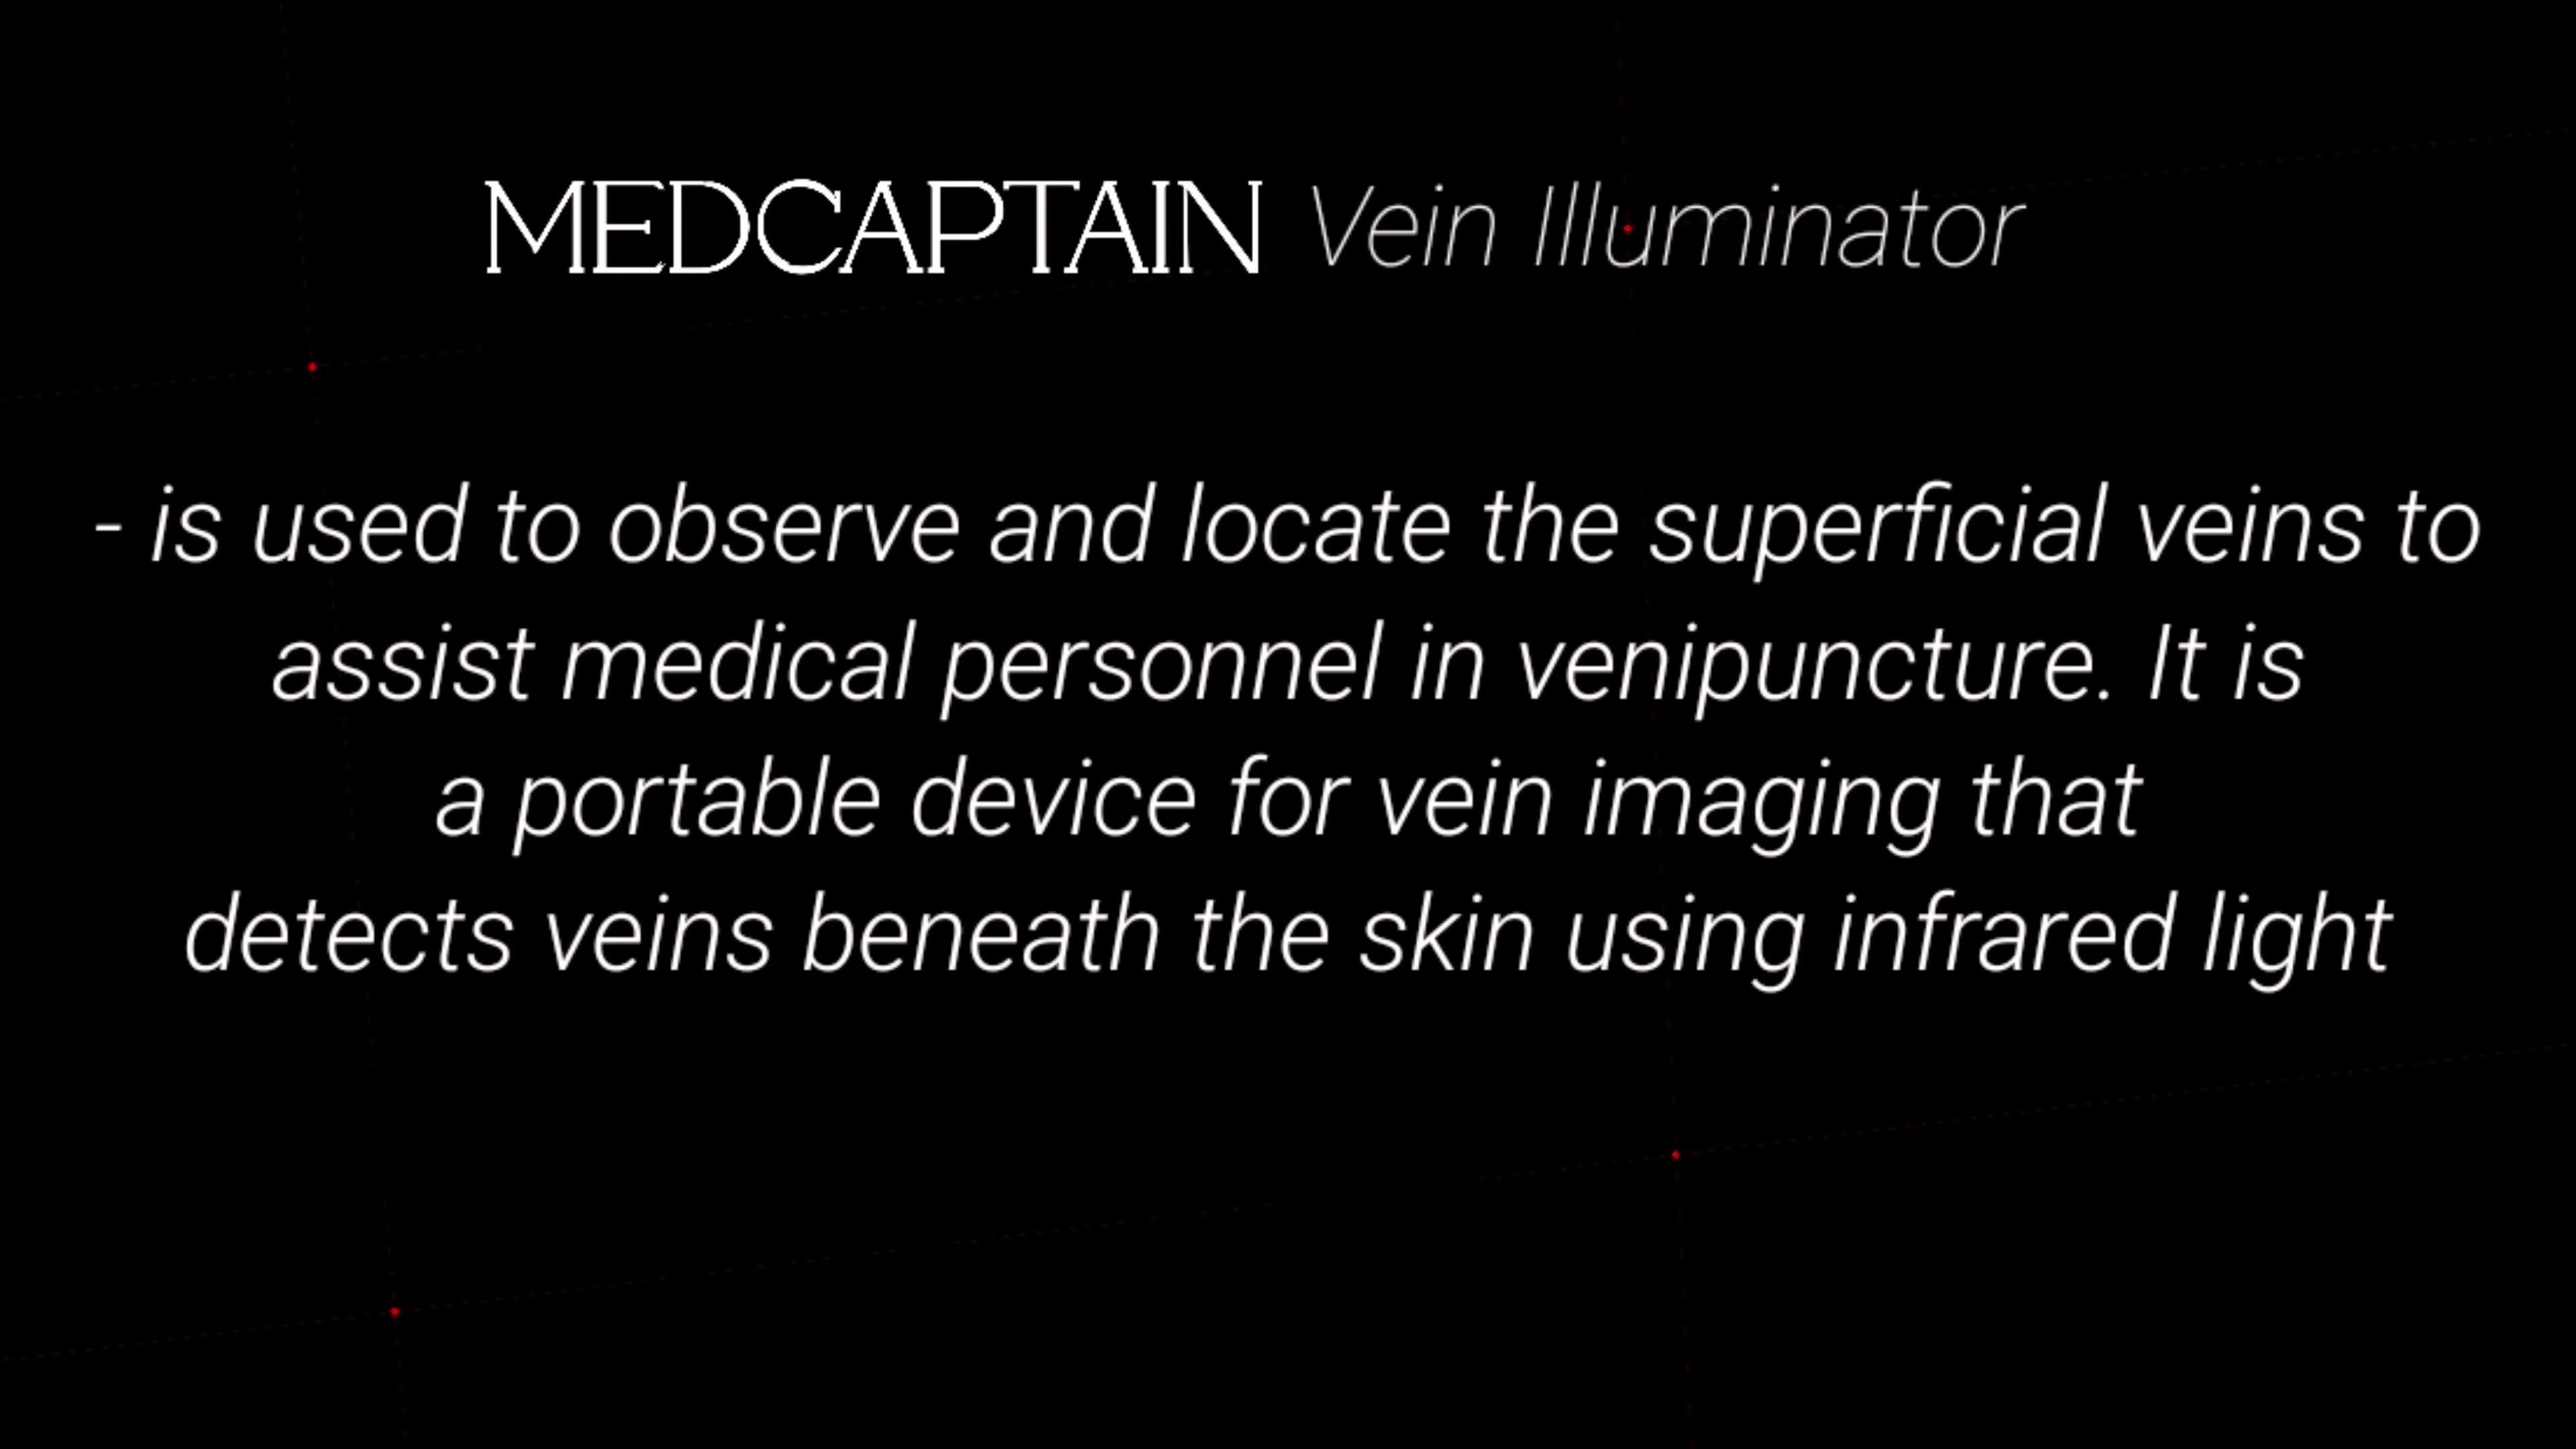 MEDCAPTAIN Vein Illuminator
- is used to observe and locate the superficial veins to
assist medical personnel in venipuncture. It is
a portable device for vein imaging that
detects veins beneath the skin using infrared light